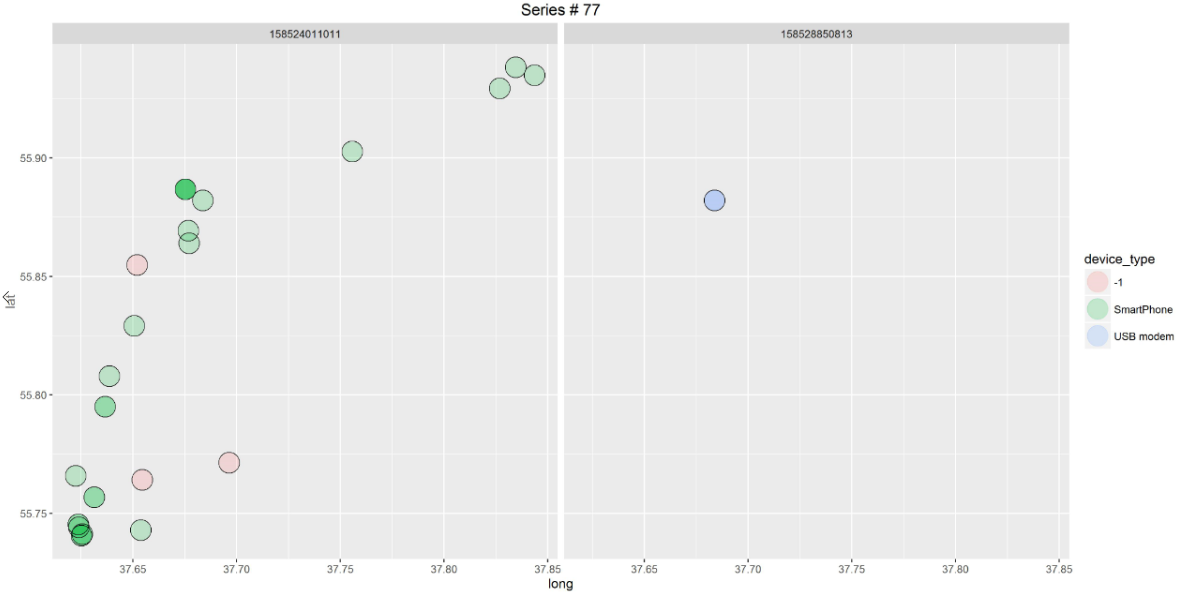 Series # 77
158524011011
158528850813
55.90
55.85
55.80
55.75
lat
37.65
37.70
37.75
37.80
37.85
37.65
37.70
37.75
37.80
37.85
long
device_type
-1
SmartPhone
USB modem